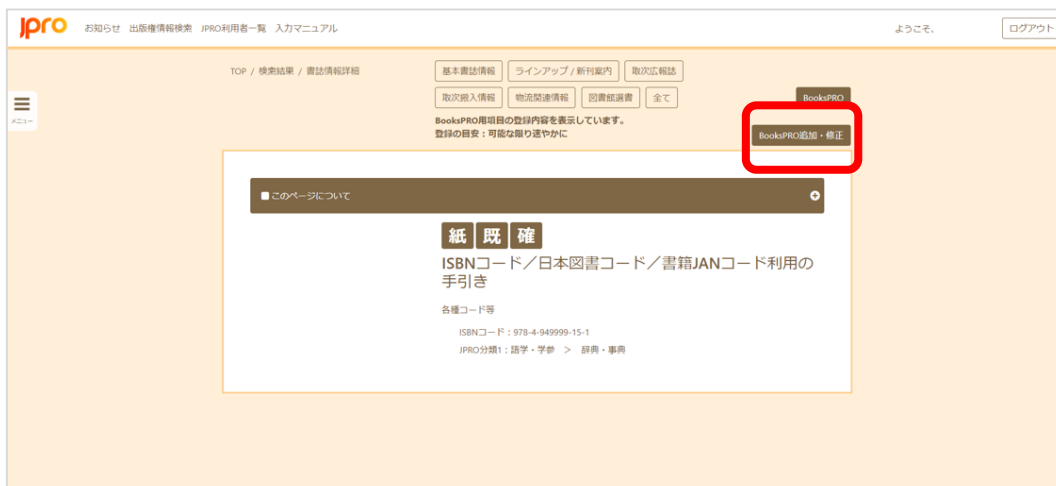 jpro お知らせ 出版権情報検索 JPRO利用者一覧 入力マニュアル ようこそ、 ログアウト
TOP / 検索結果 / 書誌情報詳細
基本書誌情報 ラインアップ / 新刊案内 取次広報誌
取次搬入情報 物流関連情報 図書館選書 全て BooksPRO
メニュー
BooksPRO用項目の登録内容を表示しています。
登録の目安：可能な限り速やかに
BooksPRO追加・修正
このページについて
紙 既 確
ISBNコード／日本図書コード／書籍JANコード利用の
手引き
各種コード等
ISBNコード：978-4-949999-15-1
JPRO分類1：語学・学参 ＞ 辞典・事典